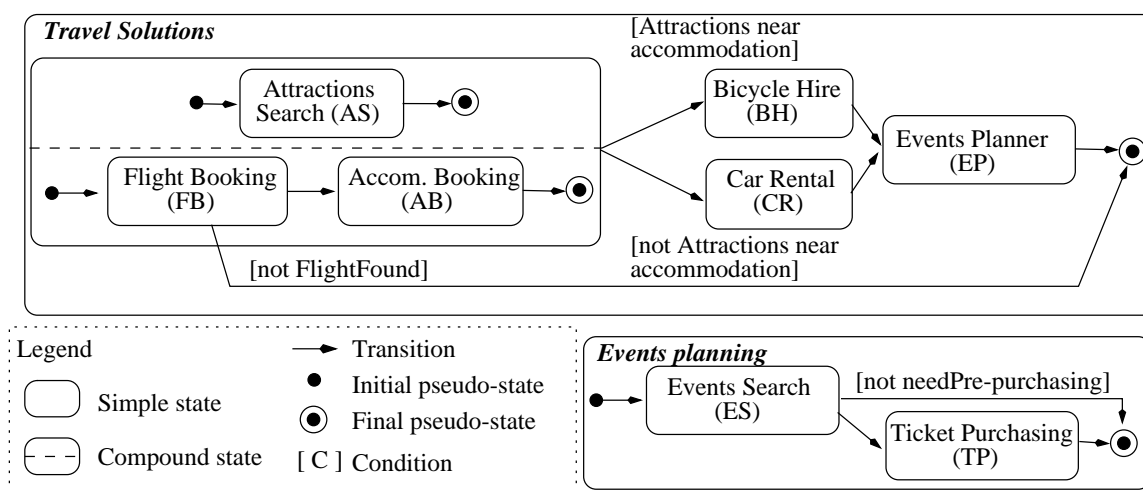 Travel Solutions
[Attractions near
accommodation]
Attractions
Search (AS)
Bicycle Hire
(BH)
Events Planner
(EP)
Flight Booking
(FB)
Accom. Booking
(AB)
Car Rental
(CR)
[not FlightFound]
[not Attractions near
accommodation]
Legend
Simple state
Compound state
Transition
Initial pseudo-state
Final pseudo-state
[ C ] Condition
Events planning
Events Search
(ES)
[not needPre-purchasing]
Ticket Purchasing
(TP)